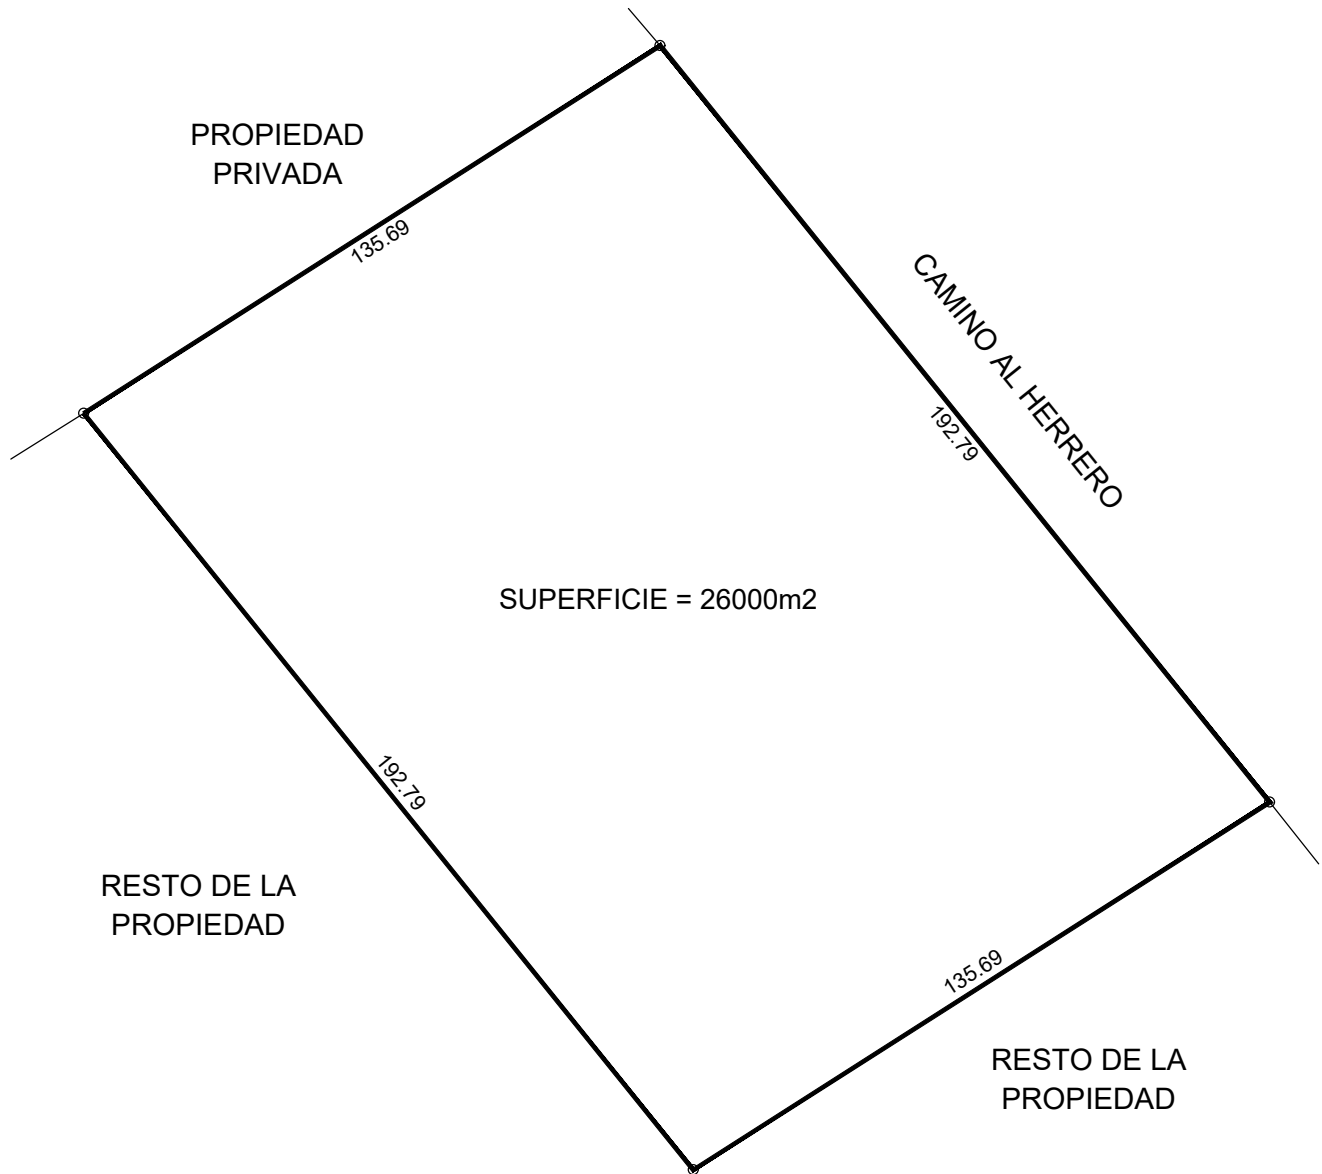 PROPIEDAD
PRIVADA
135.69
CAMINO AL HERRERO
192.79
SUPERFICIE = 26000m2
192.79
RESTO DE LA
PROPIEDAD
135.69
RESTO DE LA
PROPIEDAD